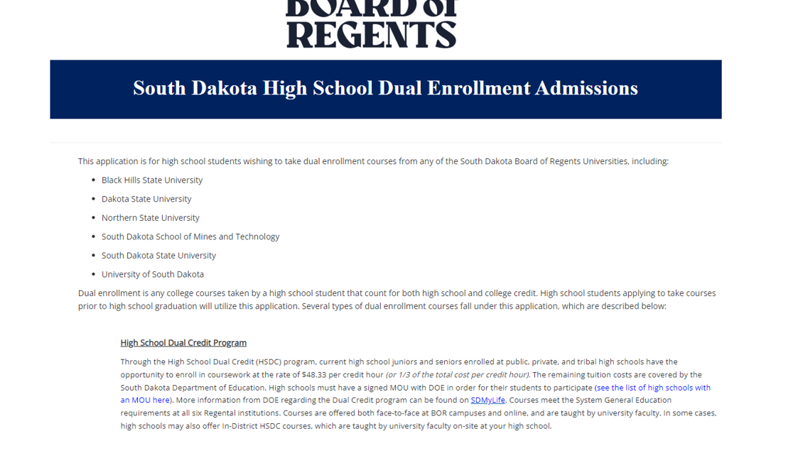 BOARD of
REGENTS
South Dakota High School Dual Enrollment Admissions
This application is for high school students wishing to take dual enrollment courses from any of the South Dakota Board of Regents Universities, including:
• Black Hills State University
• Dakota State University
• Northern State University
• South Dakota School of Mines and Technology
• South Dakota State University
• University of South Dakota
Dual enrollment is any college courses taken by a high school student that count for both high school and college credit. High school students applying to take courses
prior to high school graduation will utilize this application. Several types of dual enrollment courses fall under this application, which are described below:
High School Dual Credit Program
Through the High School Dual Credit (HSDC) program, current high school juniors and seniors enrolled at public, private, and tribal high schools have the
opportunity to enroll in coursework at the rate of $48.33 per credit hour (or 1/3 of the total cost per credit hour). The remaining tuition costs are covered by the
South Dakota Department of Education. High schools must have a signed MOU with DOE in order for their students to participate (see the list of high schools with
an MOU here). More information from DOE regarding the Dual Credit program can be found on SDMyLife. Courses meet the System General Education
requirements at all six Regental institutions. Courses are offered both face-to-face at BOR campuses and online, and are taught by university faculty. In some cases,
high schools may also offer In-District HSDC courses, which are taught by university faculty on-site at your high school.